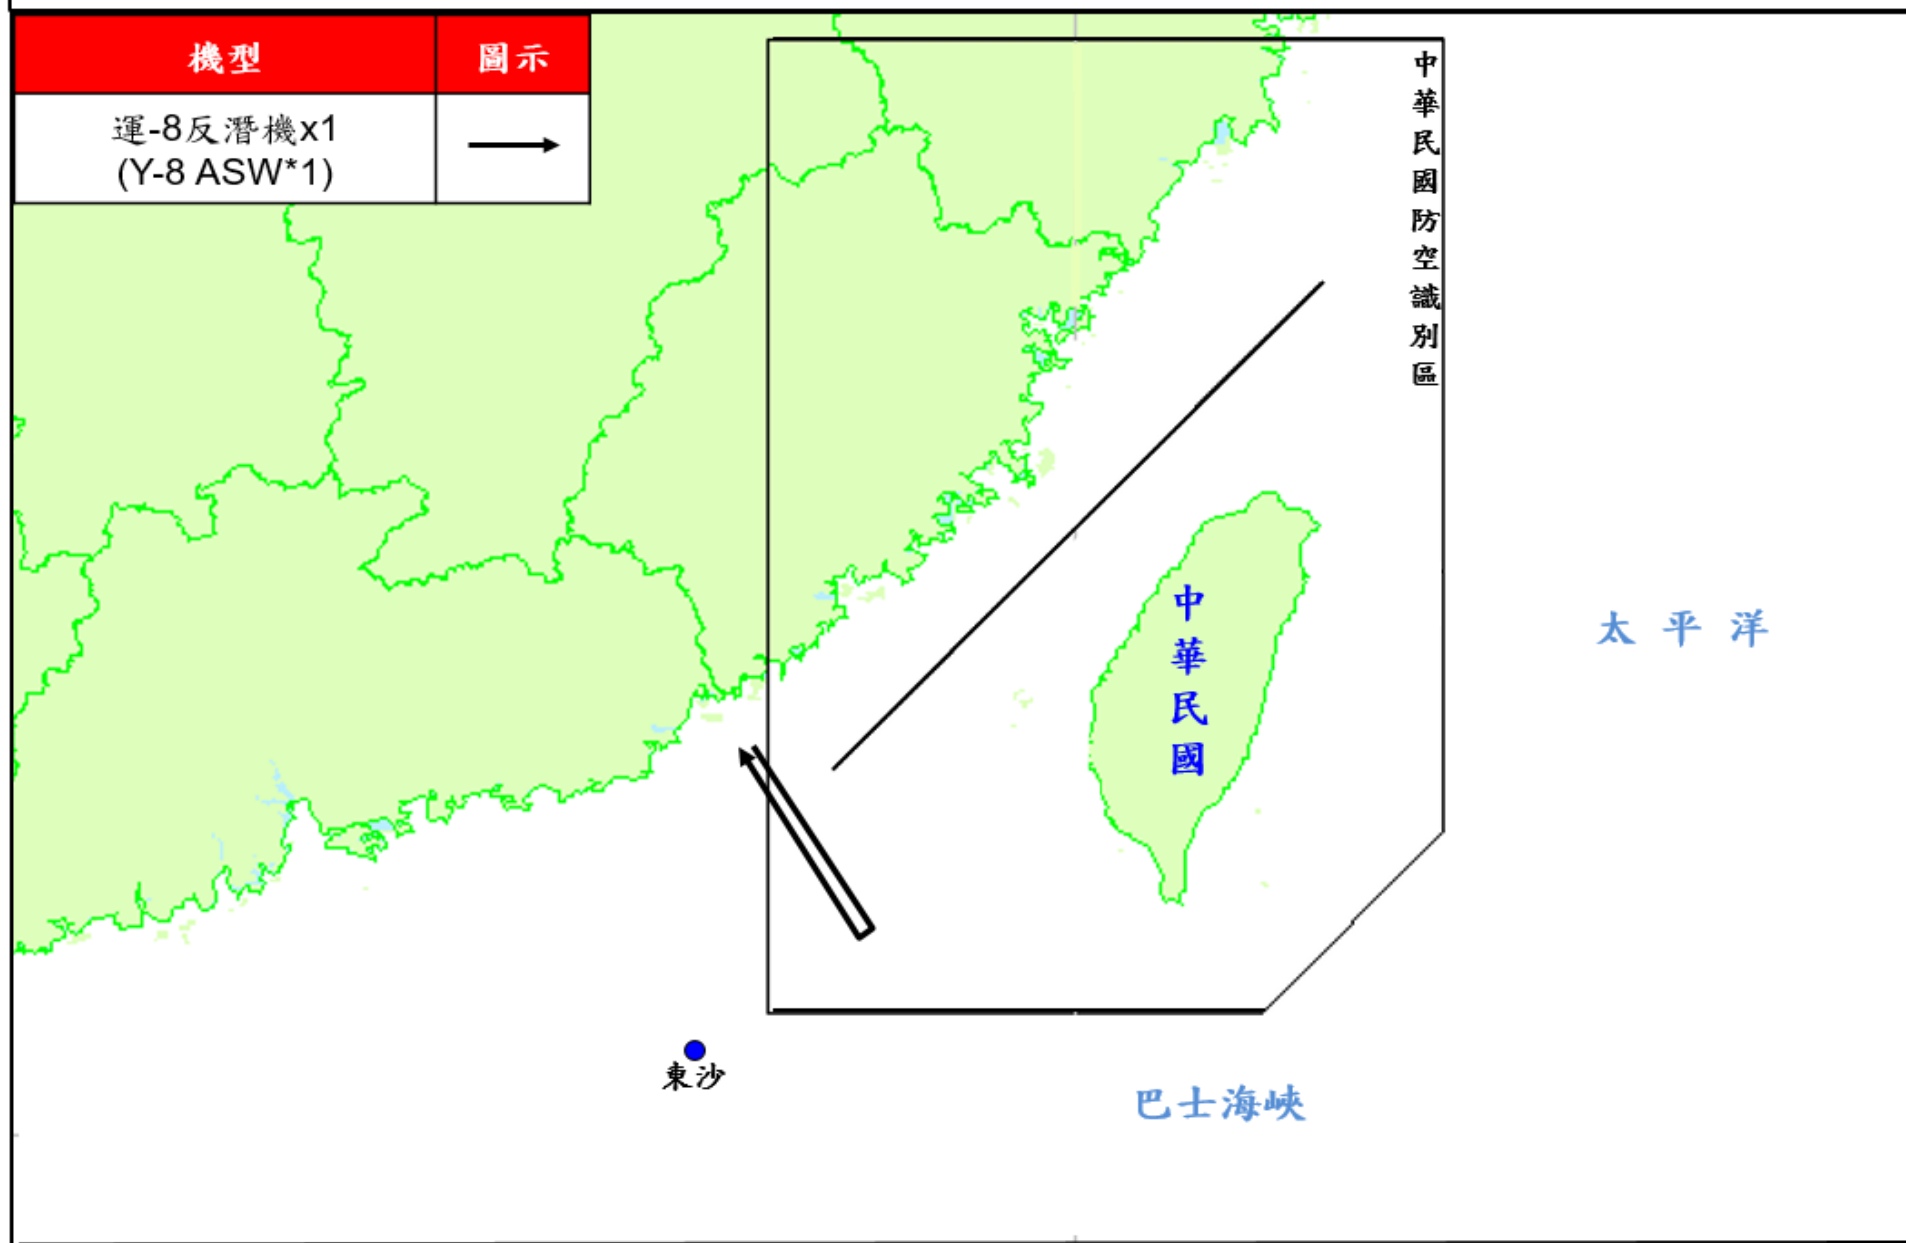 機型
圖示
運-8反潛機x1
(Y-8 ASW*1)
中華民國防空識別區
中華民國
太平洋
東沙
巴士海峽